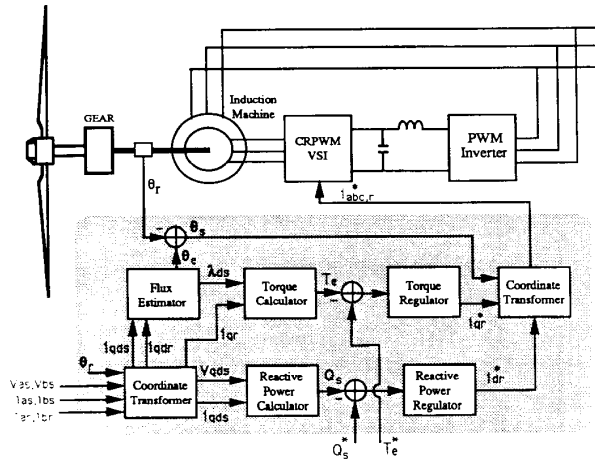 GEAR
Induction
Machine
CRPWM
VSI
PWM
Inverter
θr
i*abc,r
-
θs
θe
λds
Flux
Estimator
Torque
Calculator
Te
-
Torque
Regulator
Coordinate
Transformer
iqds
iqdr
iqr
i*qr
θr
Vas,Vbs
ias,ibs
iar,ibr
Coordinate
Transformer
Vqds
iqds
Reactive
Power
Calculator
Qs
-
Reactive
Power
Regulator
i*dr
Q*s
T*e